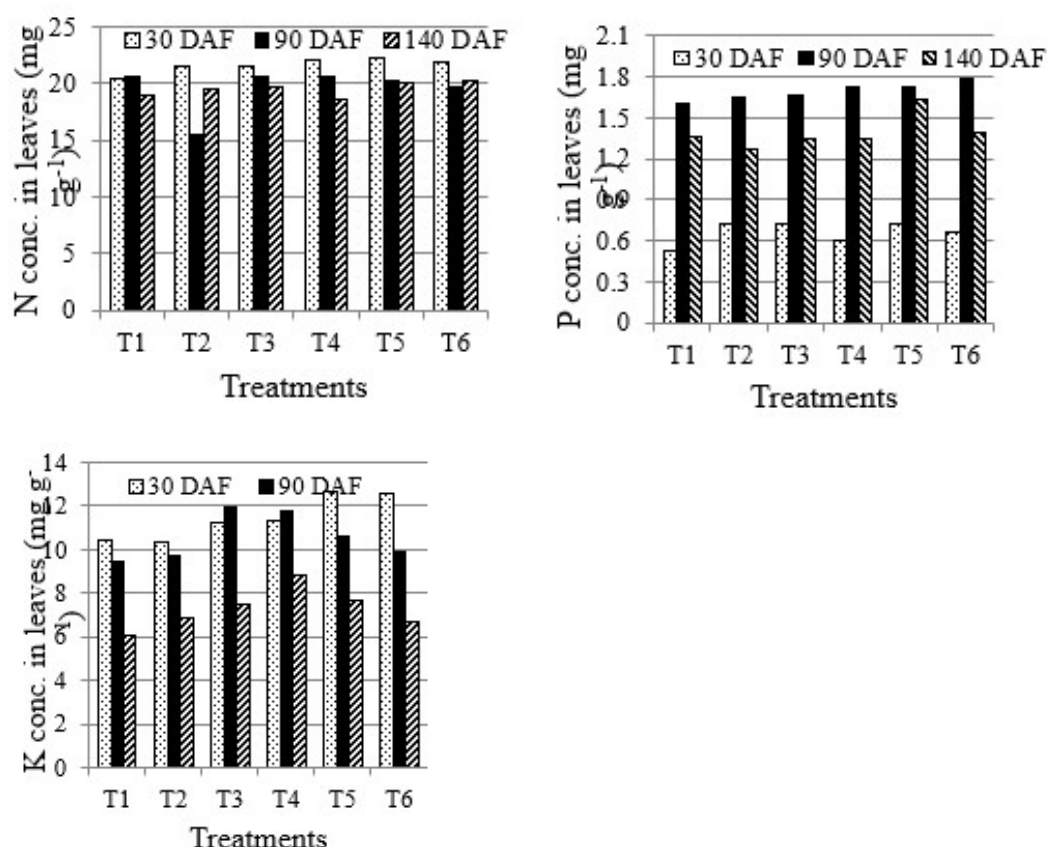 N conc. in leaves (mg
g-1)
25
20
15
10
5
0
30 DAF 90 DAF 140 DAF
T1 T2 T3 T4 T5 T6
Treatments
P conc. in leaves (mg
g-1)
2.1
1.8
1.5
1.2
0.9
0.6
0.3
0
30 DAF 90 DAF 140 DAF
T1 T2 T3 T4 T5 T6
Treatments
K conc. in leaves (mg g-
1)
14
12
10
8
6
4
2
0
30 DAF 90 DAF
T1 T2 T3 T4 T5 T6
Treatments